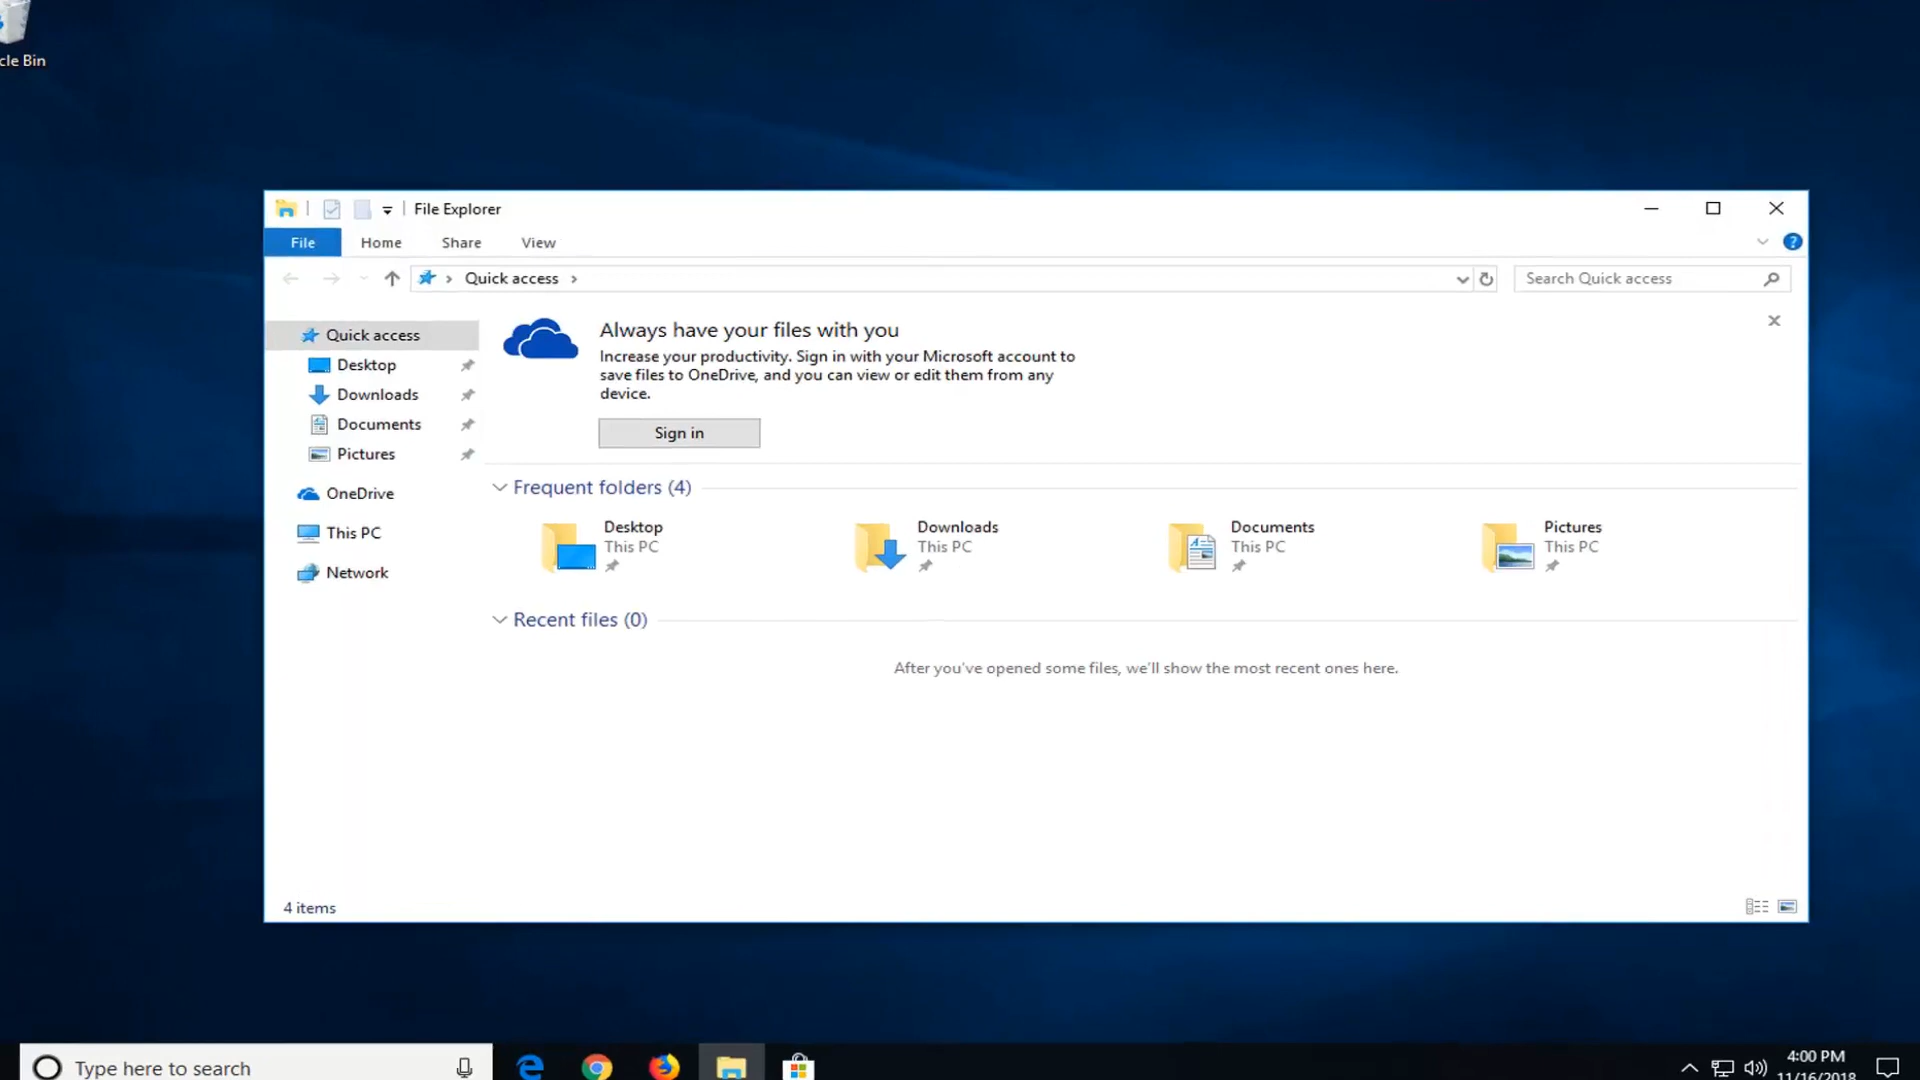 cle Bin
File Explorer
File Home Share View
Quick access
Search Quick access
Quick access
Desktop
Downloads
Documents
Pictures
OneDrive
This PC
Network
Always have your files with you
Increase your productivity. Sign in with your Microsoft account to
save files to OneDrive, and you can view or edit them from any
device.
Sign in
Frequent folders (4)
Desktop
This PC
Downloads
This PC
Documents
This PC
Pictures
This PC
Recent files (0)
After you've opened some files, we'll show the most recent ones here.
4 items
Type here to search
4:00 PM
11/16/2018